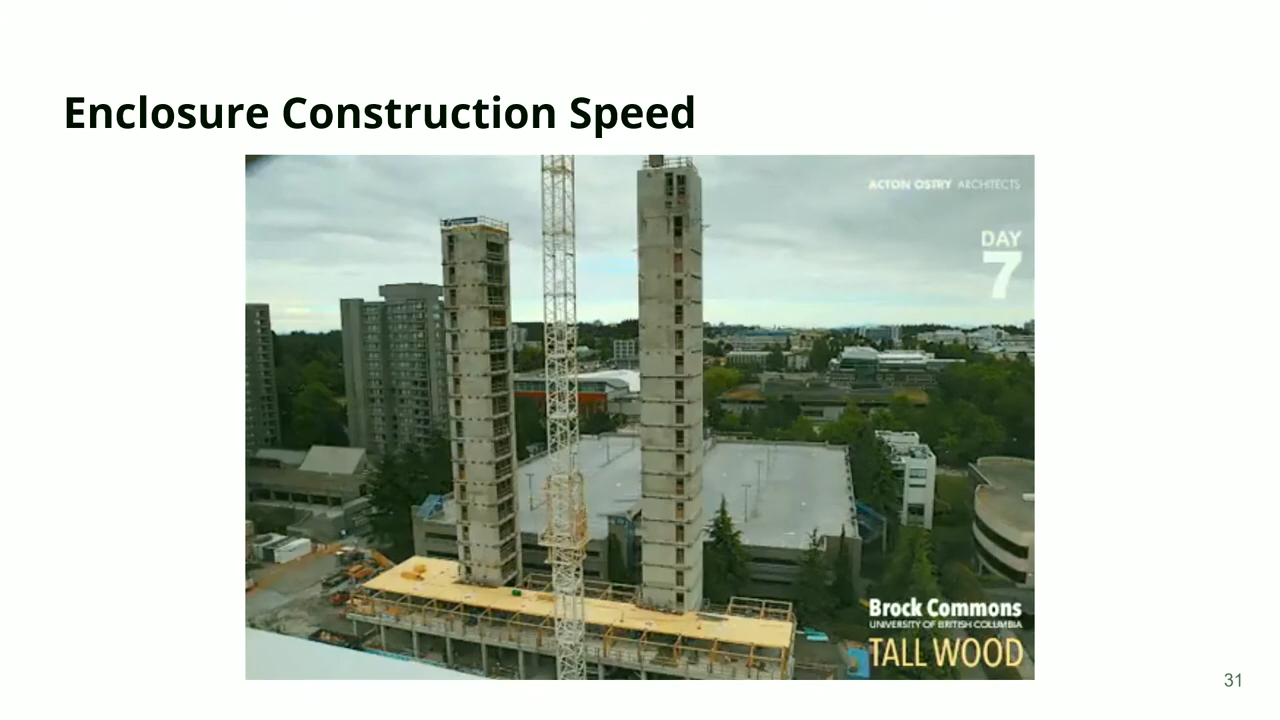 Enclosure Construction Speed
ACTON OSTRY ARCHITECTS
DAY
7
Brock Commons
UNIVERSITY OF BRITISH COLUMBIA
TALL WOOD
31